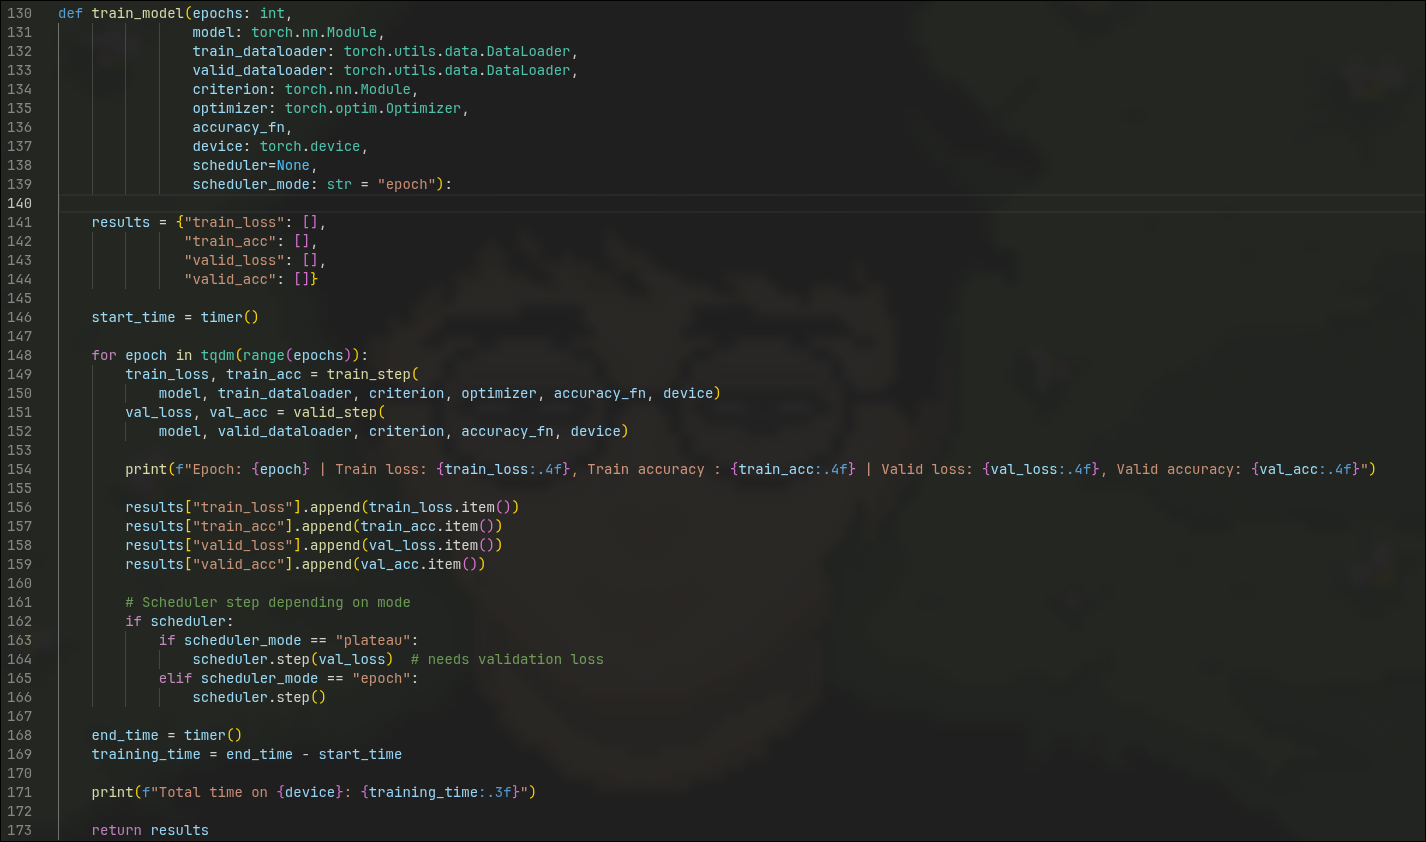 130 def train_model(epochs: int,
131                 model: torch.nn.Module,
132                 train_dataloader: torch.utils.data.DataLoader,
133                 valid_dataloader: torch.utils.data.DataLoader,
134                 criterion: torch.nn.Module,
135                 optimizer: torch.optim.Optimizer,
136                 accuracy_fn,
137                 device: torch.device,
138                 scheduler=None,
139                 scheduler_mode: str = "epoch"):
140
141     results = {"train_loss": [],
142                "train_acc": [],
143                "valid_loss": [],
144                "valid_acc": []}
145
146     start_time = timer()
147
148     for epoch in tqdm(range(epochs)):
149         train_loss, train_acc = train_step(
150             model, train_dataloader, criterion, optimizer, accuracy_fn, device)
151         val_loss, val_acc = valid_step(
152             model, valid_dataloader, criterion, accuracy_fn, device)
153
154         print(f"Epoch: {epoch} | Train loss: {train_loss:.4f}, Train accuracy : {train_acc:.4f} | Valid loss: {val_loss:.4f}, Valid accuracy: {val_acc:.4f}")
155
156         results["train_loss"].append(train_loss.item())
157         results["train_acc"].append(train_acc.item())
158         results["valid_loss"].append(val_loss.item())
159         results["valid_acc"].append(val_acc.item())
160
161         # Scheduler step depending on mode
162         if scheduler:
163             if scheduler_mode == "plateau":
164                 scheduler.step(val_loss)  # needs validation loss
165             elif scheduler_mode == "epoch":
166                 scheduler.step()
167
168     end_time = timer()
169     training_time = end_time - start_time
170
171     print(f"Total time on {device}: {training_time:.3f}")
172
173     return results